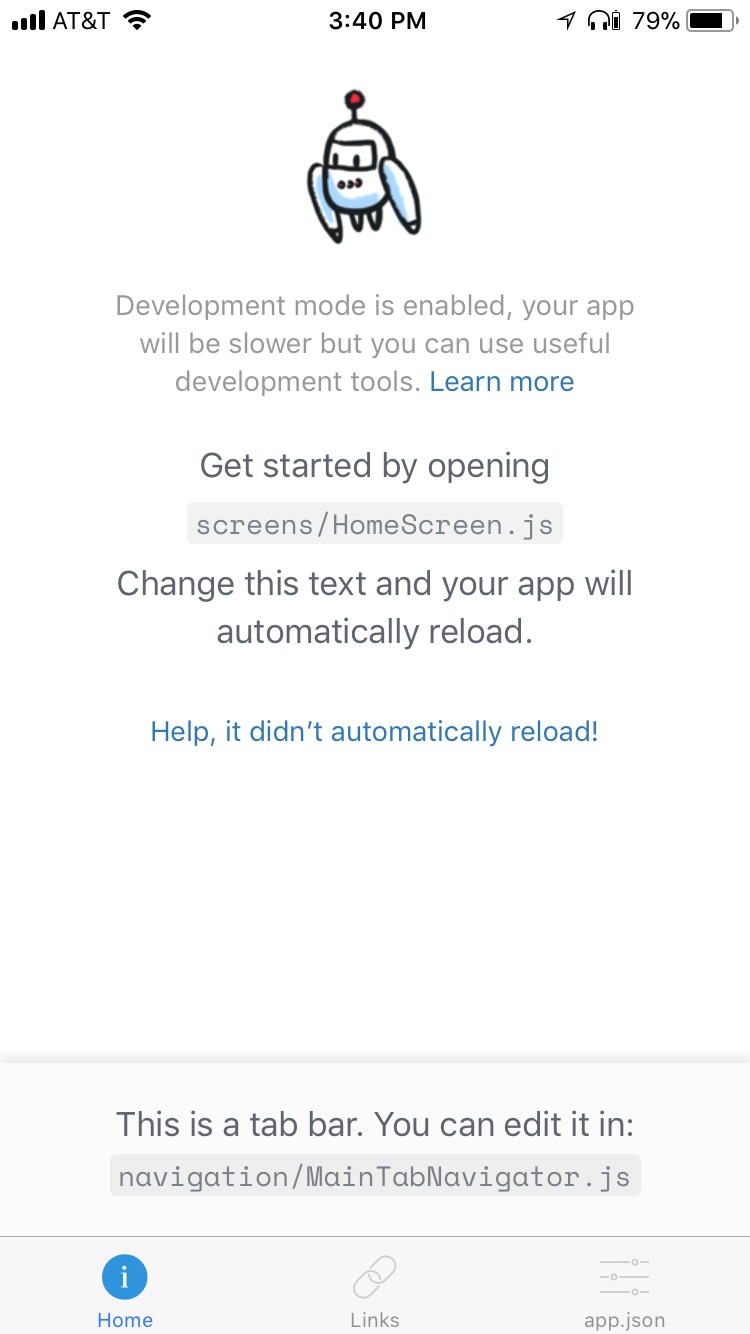 AT&T 3:40 PM 79%
Development mode is enabled, your app
will be slower but you can use useful
development tools. Learn more
Get started by opening
screens/HomeScreen.js
Change this text and your app will
automatically reload.
Help, it didn’t automatically reload!
This is a tab bar. You can edit it in:
navigation/MainTabNavigator.js
Home Links app.json